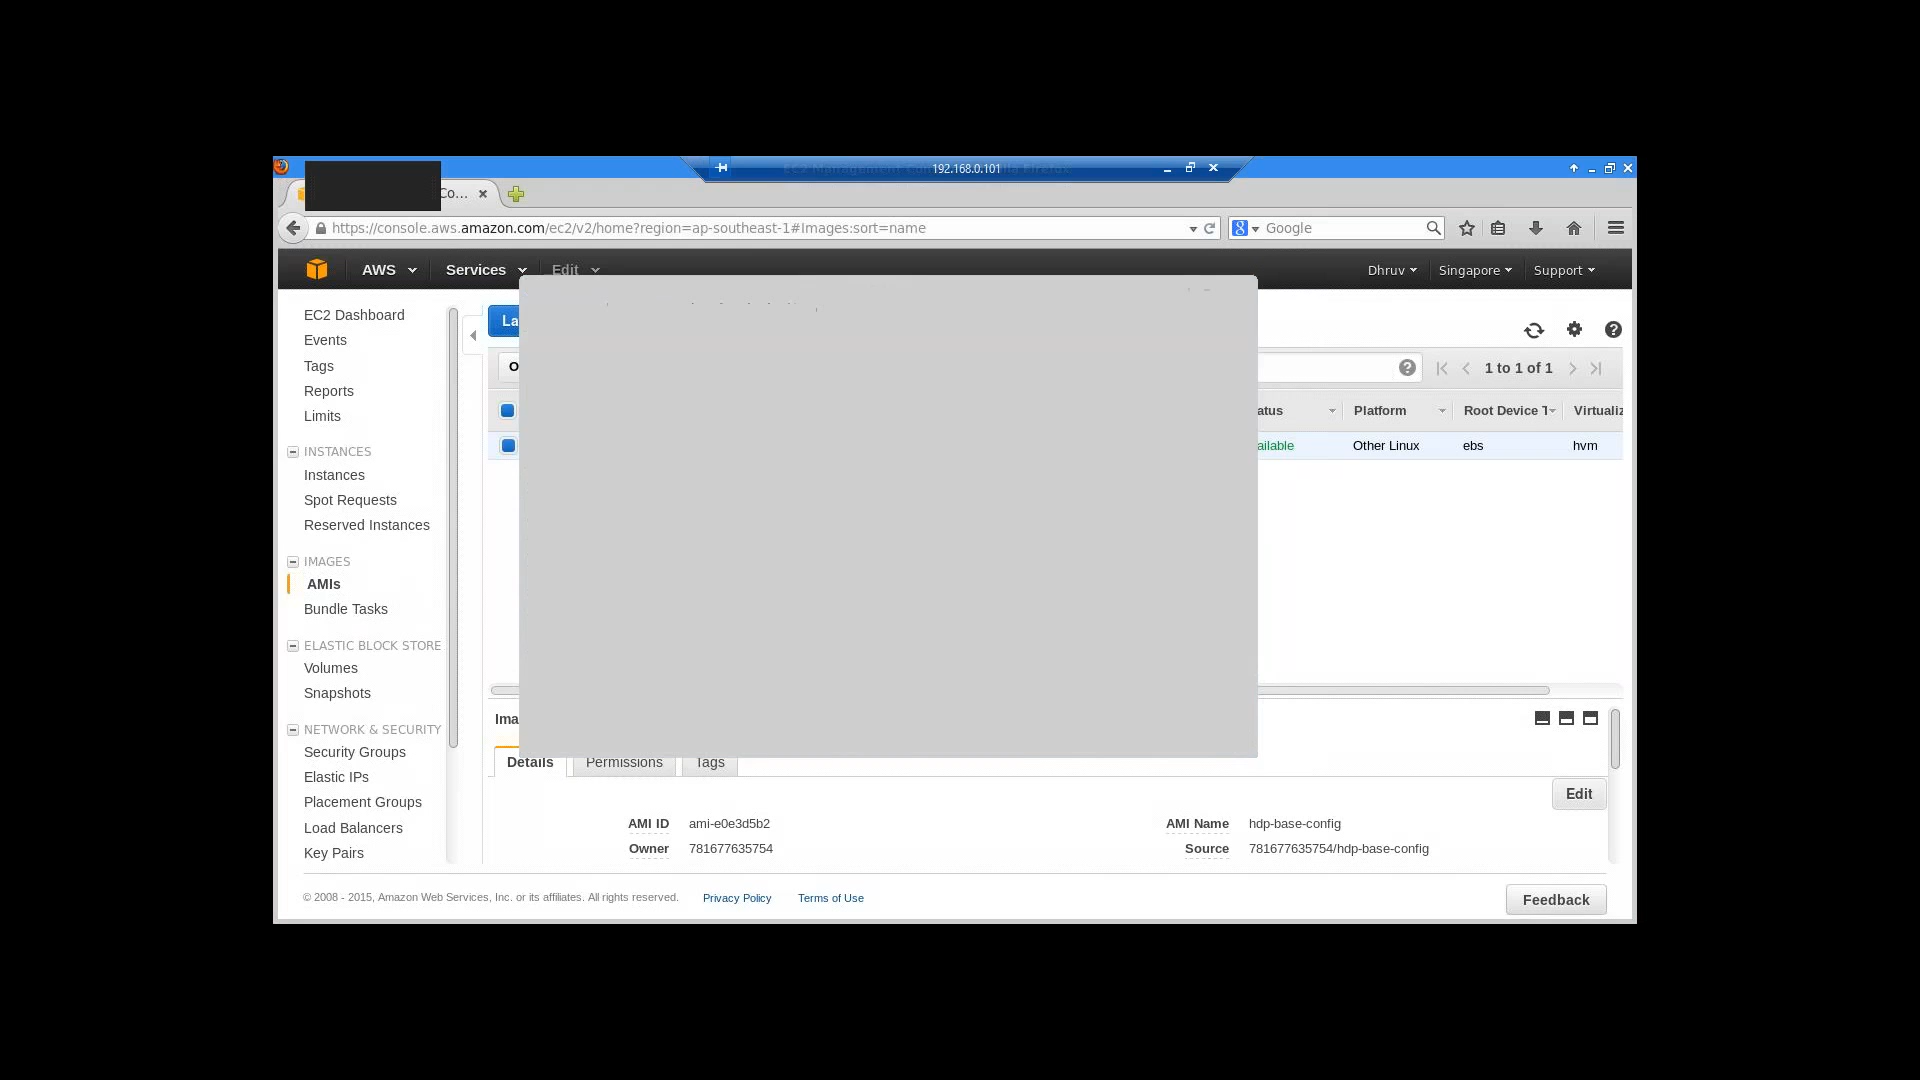 192.168.0.101
Co...
https://console.aws.amazon.com/ec2/v2/home?region=ap-southeast-1#Images:sort=name
Google
AWS Services Edit Dhruv Singapore Support
EC2 Dashboard
Events
Tags
Reports
Limits
INSTANCES
Instances
Spot Requests
Reserved Instances
IMAGES
AMIs
Bundle Tasks
ELASTIC BLOCK STORE
Volumes
Snapshots
NETWORK & SECURITY
Security Groups
Elastic IPs
Placement Groups
Load Balancers
Key Pairs
1 to 1 of 1
Platform Root Device T
Other Linux ebs hvm
Details Permissions Tags
Edit
AMI ID ami-e0e3d5b2 AMI Name hdp-base-config
Owner 781677635754 Source 781677635754/hdp-base-config
© 2008 - 2015, Amazon Web Services, Inc. or its affiliates. All rights reserved. Privacy Policy Terms of Use
Feedback